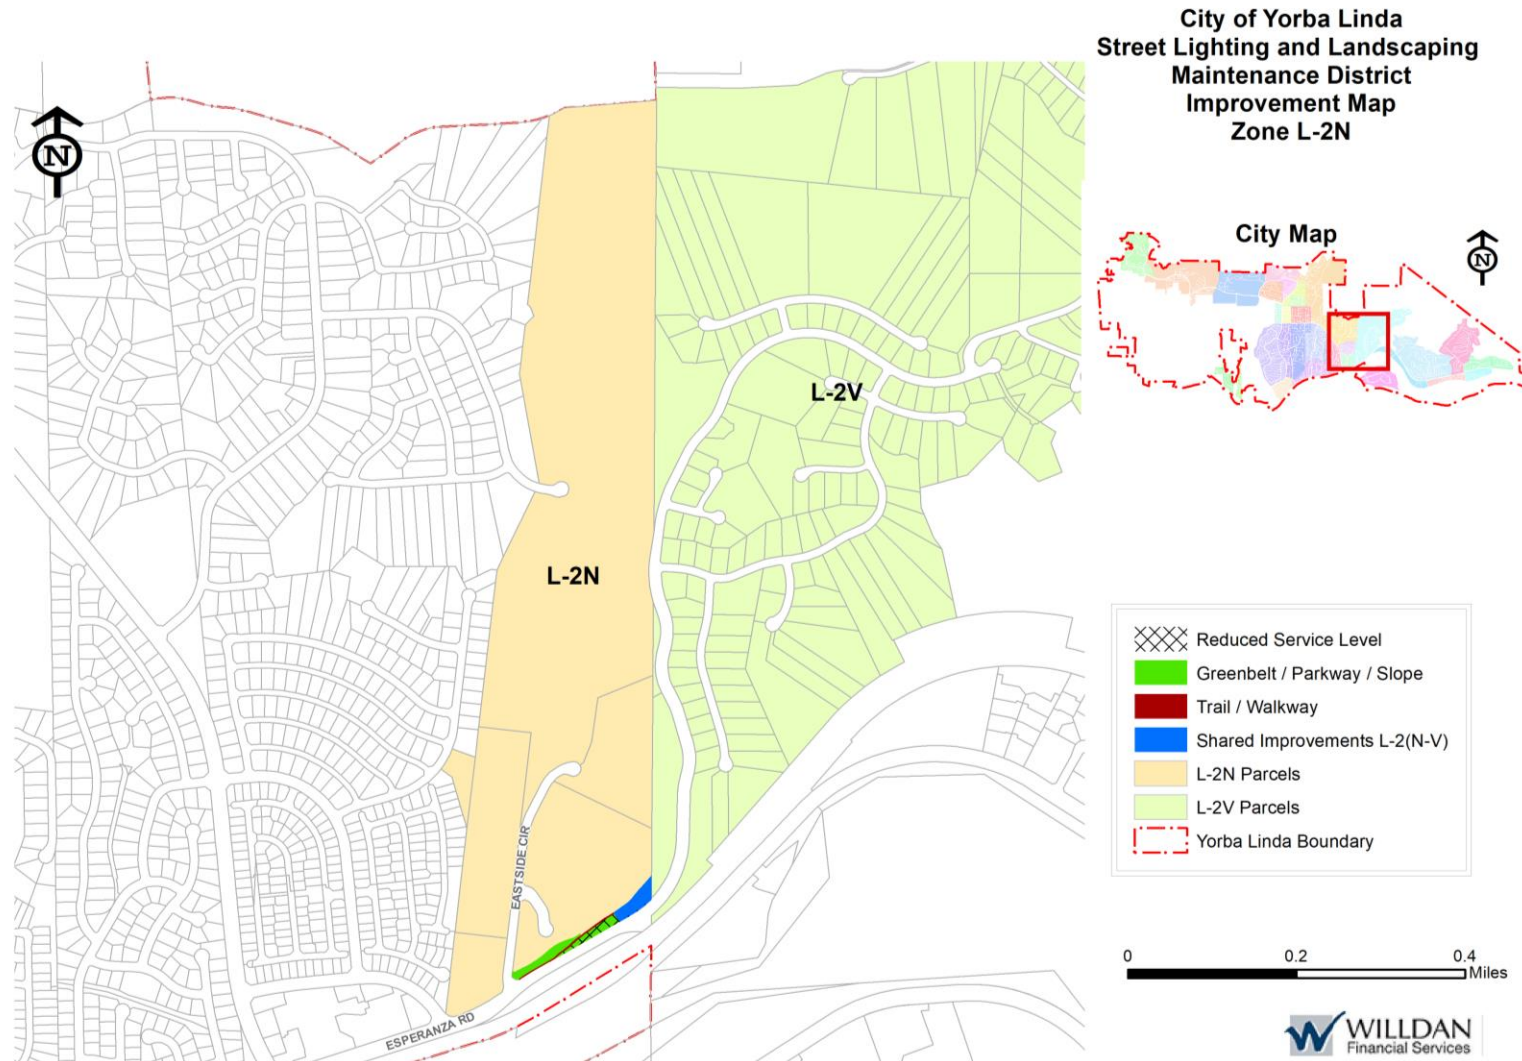 City of Yorba Linda
Street Lighting and Landscaping
Maintenance District
Improvement Map
Zone L-2N
N
City Map
N
L-2V
L-2N
Reduced Service Level
Greenbelt / Parkway / Slope
Trail / Walkway
Shared Improvements L-2(N-V)
L-2N Parcels
L-2V Parcels
Yorba Linda Boundary
EASTSIDE CIR
ESPERANZA RD
0 0.2 0.4
Miles
WILLDAN
Financial Services